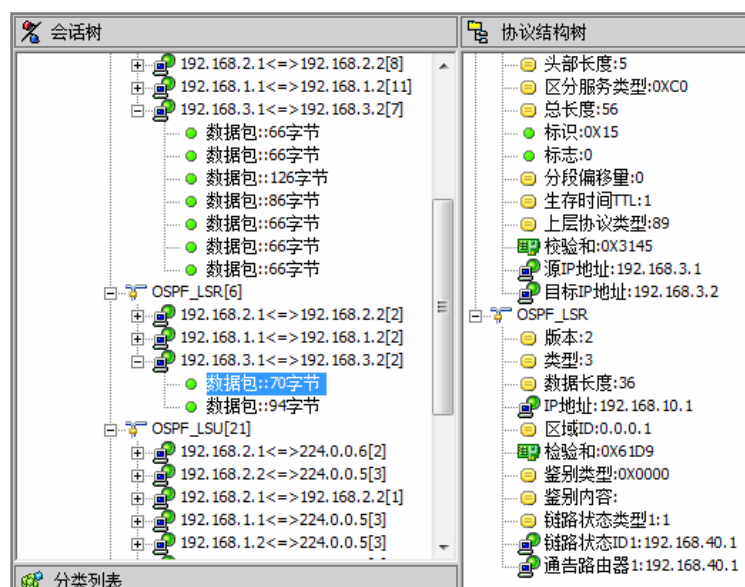 会话树
192.168.2.1<=>192.168.2.2[8]
192.168.1.1<=>192.168.1.2[11]
192.168.3.1<=>192.168.3.2[7]
数据包::66字节
数据包::66字节
数据包::126字节
数据包::86字节
数据包::66字节
数据包::66字节
数据包::66字节
OSPF_LSR[6]
192.168.2.1<=>192.168.2.2[2]
192.168.1.1<=>192.168.1.2[2]
192.168.3.1<=>192.168.3.2[2]
数据包::70字节
数据包::94字节
OSPF_LSU[21]
192.168.2.1<=>224.0.0.6[2]
192.168.2.2<=>224.0.0.5[3]
192.168.2.1<=>192.168.2.2[1]
192.168.1.1<=>224.0.0.5[3]
192.168.1.2<=>224.0.0.5[3]
分类列表
协议结构树
头部长度:5
区分服务类型:0XC0
总长度:56
标识:0X15
标志:0
分段偏移量:0
生存时间TTL:1
上层协议类型:89
校验和:0X3145
源IP地址:192.168.3.1
目标IP地址:192.168.3.2
OSPF_LSR
版本:2
类型:3
数据长度:36
IP地址:192.168.10.1
区域ID:0.0.0.1
检验和:0X61D9
鉴别类型:0X0000
鉴别内容:
链路状态类型1:1
链路状态ID1:192.168.40.1
通告路由器1:192.168.40.1